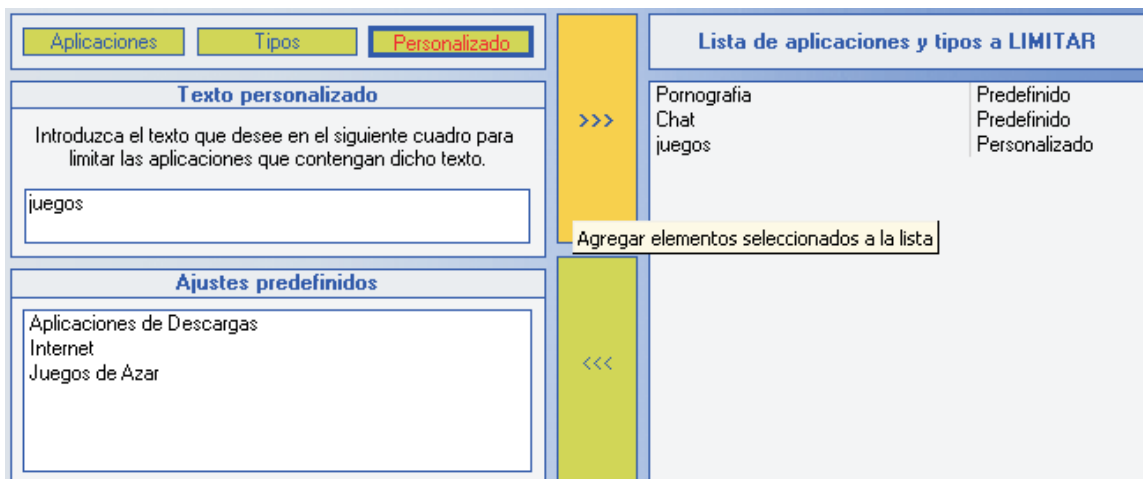 Aplicaciones
Tipos
Personalizado
Texto personalizado
Introduzca el texto que desee en el siguiente cuadro para
limitar las aplicaciones que contengan dicho texto.
juegos
Ajustes predefinidos
Aplicaciones de Descargas
Internet
Juegos de Azar
>>>
Agregar elementos seleccionados a la lista
<<<
Lista de aplicaciones y tipos a LIMITAR
Pornografia Predefinido
Chat Predefinido
juegos Personalizado